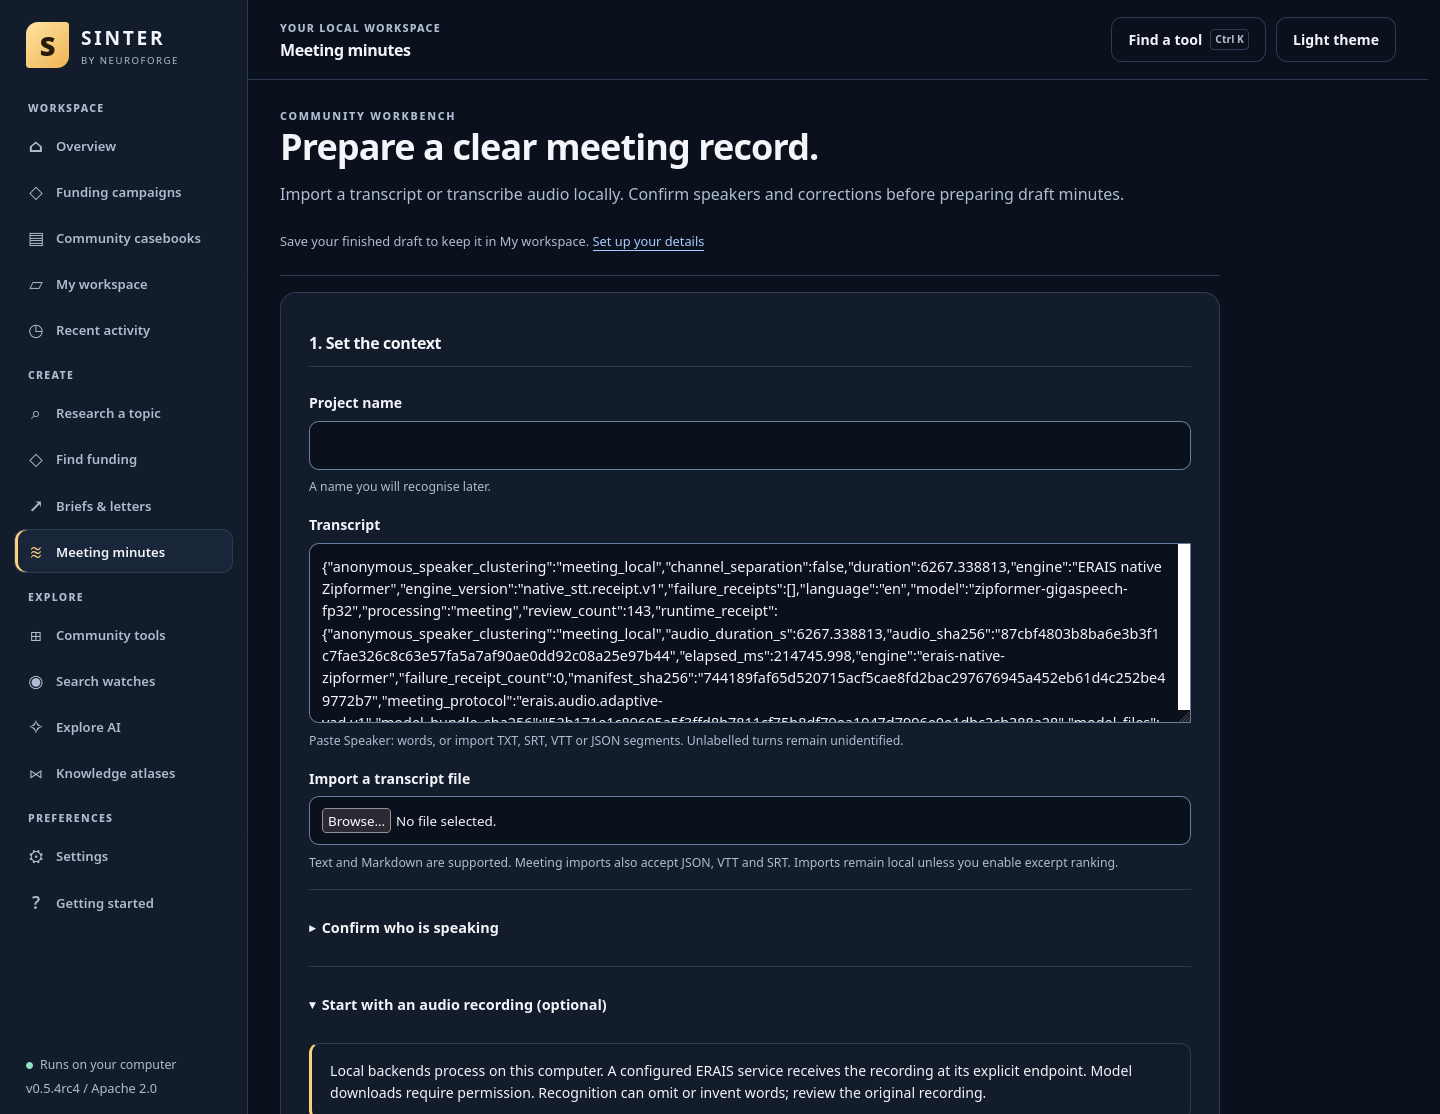 S
SINTER
BY NEUROFORGE
WORKSPACE
Overview
Funding campaigns
Community casebooks
My workspace
Recent activity
CREATE
Research a topic
Find funding
Briefs & letters
Meeting minutes
EXPLORE
Community tools
Search watches
Explore AI
Knowledge atlases
PREFERENCES
Settings
? Getting started
Runs on your computer
v0.5.4rc4 / Apache 2.0
YOUR LOCAL WORKSPACE
Meeting minutes
Find a tool Ctrl K
Light theme
COMMUNITY WORKBENCH
Prepare a clear meeting record.
Import a transcript or transcribe audio locally. Confirm speakers and corrections before preparing draft minutes.
Save your finished draft to keep it in My workspace. Set up your details
1. Set the context
Project name
A name you will recognise later.
Transcript
{"anonymous_speaker_clustering":"meeting_local","channel_separation":false,"duration":6267.338813,"engine":"ERAIS native
Zipformer","engine_version":"native_stt.receipt.v1","failure_receipts":[],"language":"en","model":"zipformer-gigaspeech-
fp32","processing":"meeting","review_count":143,"runtime_receipt":
{"anonymous_speaker_clustering":"meeting_local","audio_duration_s":6267.338813,"audio_sha256":"87cbf4803b8ba6e3b3f1
c7fae326c8c63e57fa5a7af90ae0dd92c08a25e97b44","elapsed_ms":214745.998,"engine":"erais-native-
zipformer","failure_receipt_count":0,"manifest_sha256":"744189faf65d520715acf5cae8fd2bac297676945a452eb61d4c252be4
9772b7","meeting_protocol":"erais.audio.adaptive-
Paste Speaker: words, or import TXT, SRT, VTT or JSON segments. Unlabelled turns remain unidentified.
Import a transcript file
Browse... No file selected.
Text and Markdown are supported. Meeting imports also accept JSON, VTT and SRT. Imports remain local unless you enable excerpt ranking.
Confirm who is speaking
Start with an audio recording (optional)
Local backends process on this computer. A configured ERAIS service receives the recording at its explicit endpoint. Model
downloads require permission. Recognition can omit or invent words; review the original recording.